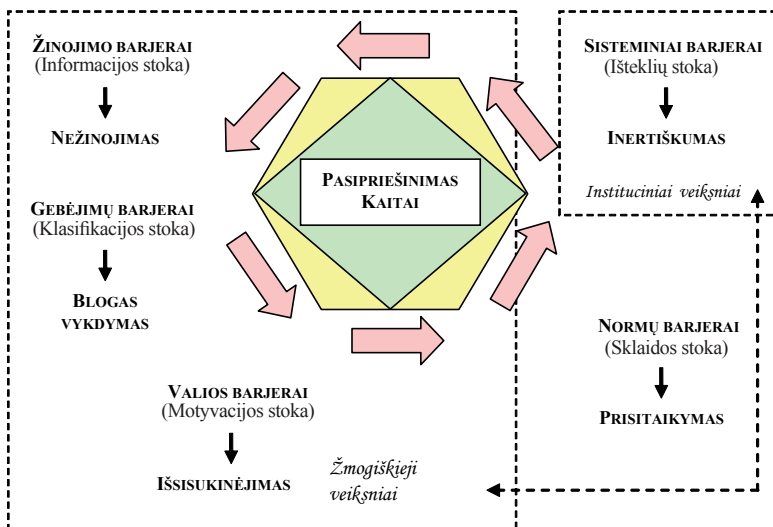 ŽINOJIMO BARJERAI
(Informacijos stoka)
NEŽINOJIMAS
GEBĖJIMŲ BARJERAI
(Klasifikacijos stoka)
BLOGAS
VYKDYMAS
VALIOS BARJERAI
(Motyvacijos stoka)
IŠSISUKINĖJIMAS
Žmogiškieji
veiksniai
PASIPRIEŠINIMAS
KAITAI
SISTEMINIAI BARJERAI
(Išteklių stoka)
INERTIŠKUMAS
Instituciniai veiksniai
NORMŲ BARJERAI
(Sklaidos stoka)
PRISITAIKYMAS